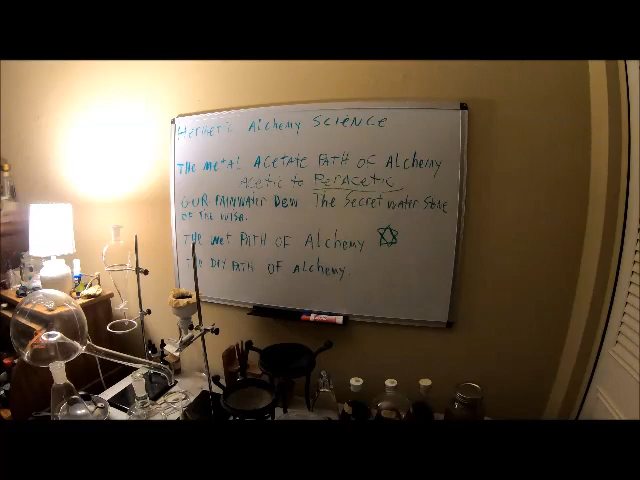 Hermetic Alchemy Science
The Metal Acetate Path of Alchemy
Acetic to Peracetic
Our Rainwater Dew The Secret Water Stone
of the wise.
The wet Path of Alchemy
The Dry Path of Alchemy.